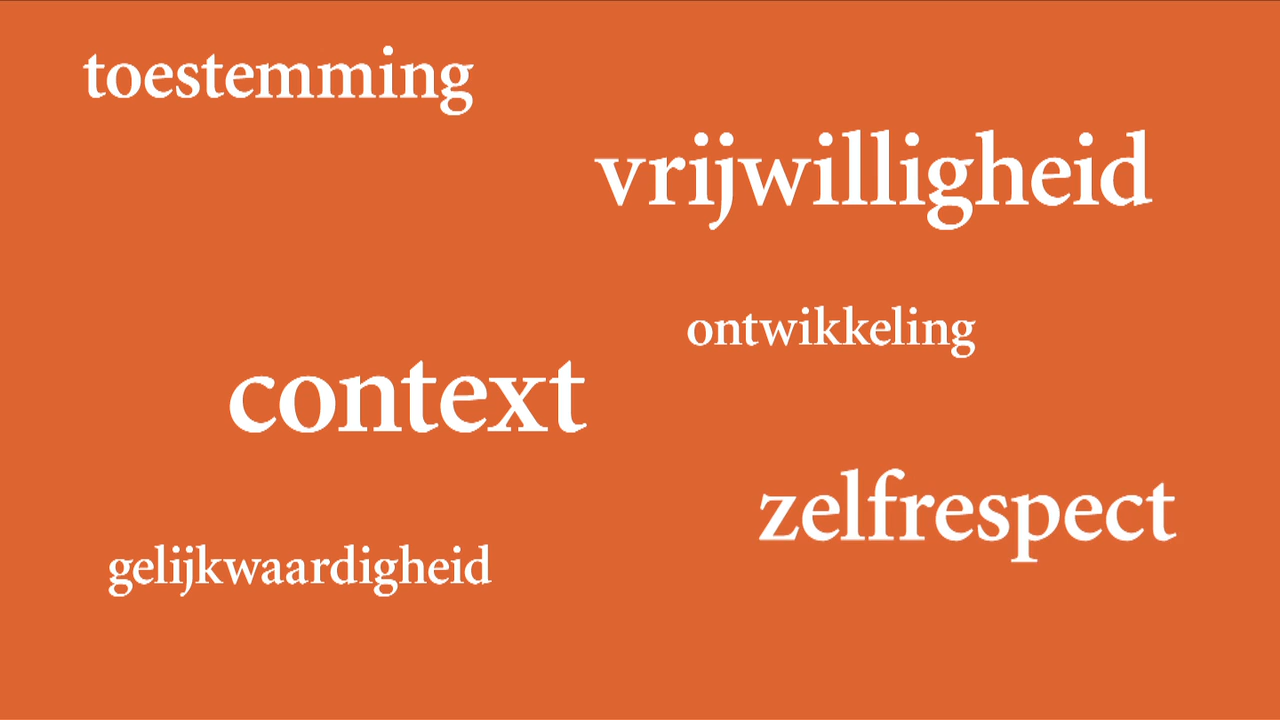 toestemming
vrijwilligheid
ontwikkeling
context
zelfrespect
gelijkwaardigheid